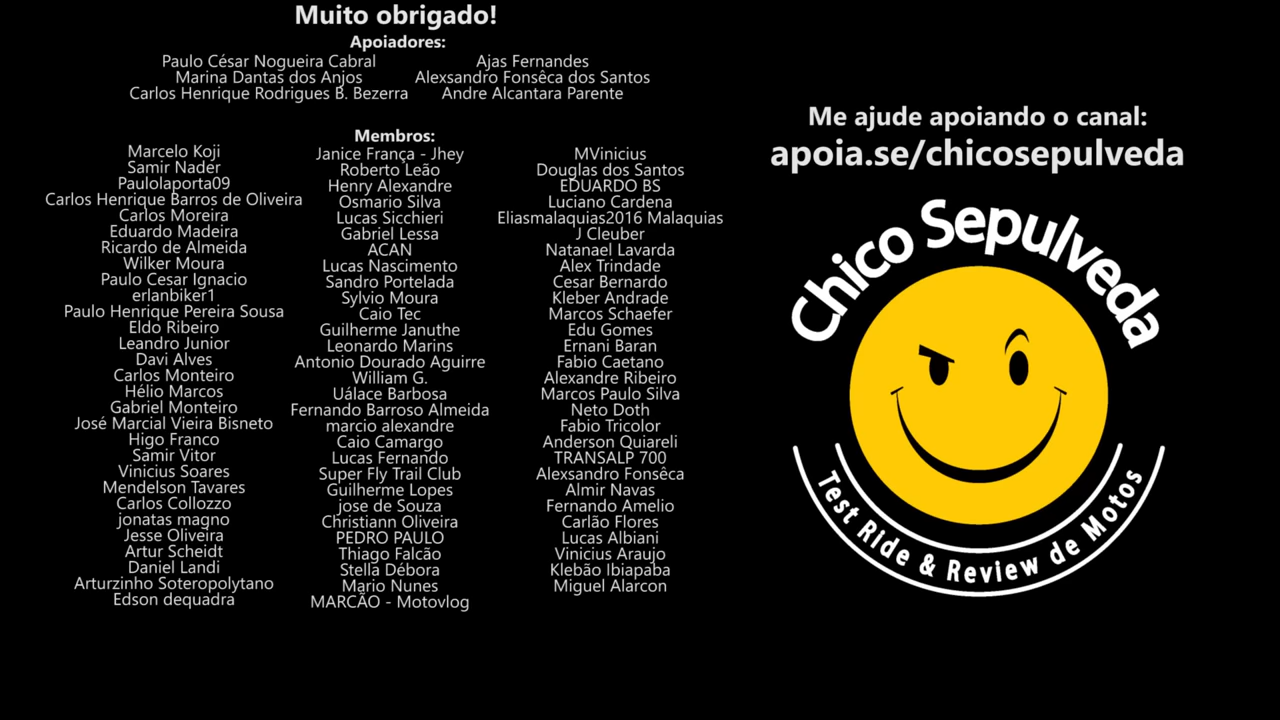 Muito obrigado!
Apoiadores:
Paulo César Nogueira Cabral
Marina Dantas dos Anjos
Carlos Henrique Rodrigues B. Bezerra
Ajas Fernandes
Alexsandro Fonsêca dos Santos
Andre Alcantara Parente
Membros:
Marcelo Koji
Samir Nader
Paulolaporta09
Carlos Henrique Barros de Oliveira
Carlos Moreira
Eduardo Madeira
Ricardo de Almeida
Wilker Moura
Paulo Cesar Ignacio
erlanbiker1
Paulo Henrique Pereira Sousa
Eldo Ribeiro
Leandro Junior
Davi Alves
Carlos Monteiro
Hélio Marcos
Gabriel Monteiro
José Marcial Vieira Bisneto
Higo Franco
Samir Vitor
Vinicius Soares
Mendelson Tavares
Carlos Collozzo
jonatas magno
Jesse Oliveira
Artur Scheidt
Daniel Landi
Arturzinho Soteropolytano
Edson dequadra
Janice França - Jhey
Roberto Leão
Henry Alexandre
Osmario Silva
Lucas Sicchieri
Gabriel Lessa
ACAN
Lucas Nascimento
Sandro Portelada
Sylvio Moura
Caio Tec
Guilherme Januthe
Leonardo Marins
Antonio Dourado Aguirre
William G.
Uálace Barbosa
Fernando Barroso Almeida
marcio alexandre
Caio Camargo
Lucas Fernando
Super Fly Trail Club
Guilherme Lopes
jose de Souza
Christiann Oliveira
PEDRO PAULO
Thiago Falcão
Stella Débora
Mario Nunes
MARCÃO - Motovlog
MVinicius
Douglas dos Santos
EDUARDO BS
Luciano Cardena
Eliasmalaquias2016 Malaquias
J Cleuber
Natanael Lavarda
Alex Trindade
Cesar Bernardo
Kleber Andrade
Marcos Schaefer
Edu Gomes
Ernani Baran
Fabio Caetano
Alexandre Ribeiro
Marcos Paulo Silva
Neto Doth
Fabio Tricolor
Anderson Quiareli
TRANSALP 700
Alexsandro Fonsêca
Almir Navas
Fernando Amelio
Carlão Flores
Lucas Albiani
Vinicius Araujo
Klebão Ibiapaba
Miguel Alarcon
Me ajude apoiando o canal:
apoia.se/chicosepulveda
Chico Sepulveda
Test Ride & Review de Motos